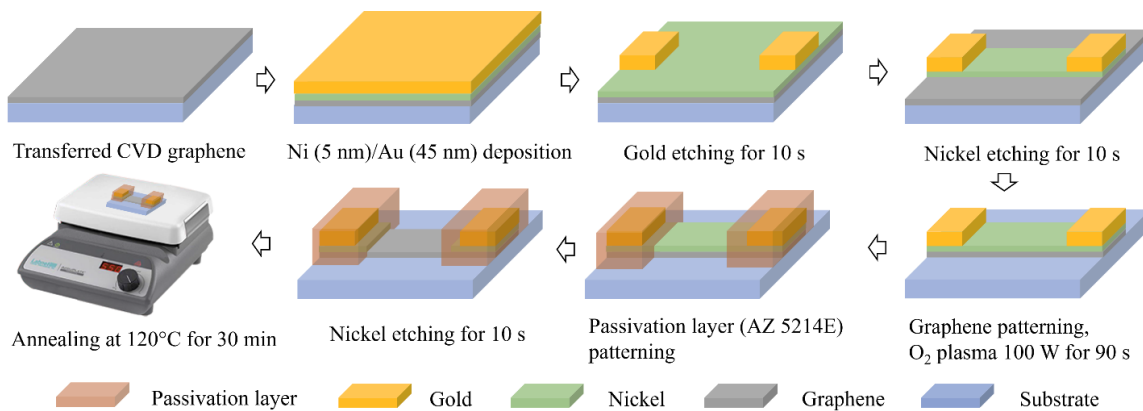 Transferred CVD graphene
Ni (5 nm)/Au (45 nm) deposition
Gold etching for 10 s
Nickel etching for 10 s
Annealing at 120°C for 30 min
Nickel etching for 10 s
Passivation layer (AZ 5214E)
patterning
Graphene patterning,
O₂ plasma 100 W for 90 s
Passivation layer
Gold
Nickel
Graphene
Substrate